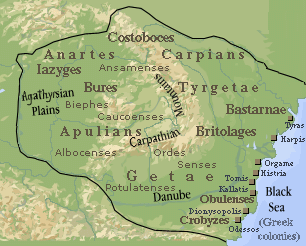 Costoboces
Anartes Carpians
Iazyges Ansamenses
Bures Tyrgetae
Agathyrsian
Plains
Biephes
Mountains
Caucoenses
Bastarnae
Tyras
Apulians
Carpathian
Britolages
Harpis
Albocenses
Ordes
Senses
Orgame
Histria
Getae
Tomis
Potulatenses
Kallatis
Danube
Obulenses
Black
Sea
Dionysopolis
(Greek
colonies)
Crobyzes
Odessos